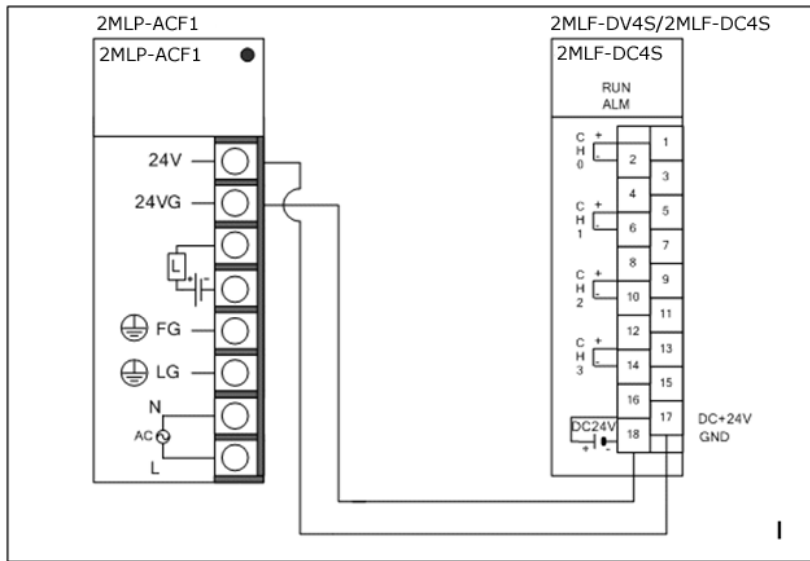 2MLP-ACF1
2MLP-ACF1
24V
24VG
L
+ -
FG
LG
N
AC
L
2MLF-DV4S/2MLF-DC4S
2MLF-DC4S
RUN
ALM
CH0 + -
CH1 + -
CH2 + -
CH3 + -
1
2
3
4
5
6
7
8
9
10
11
12
13
14
15
16
17
18
DC24V
+ -
DC+24V
GND
I